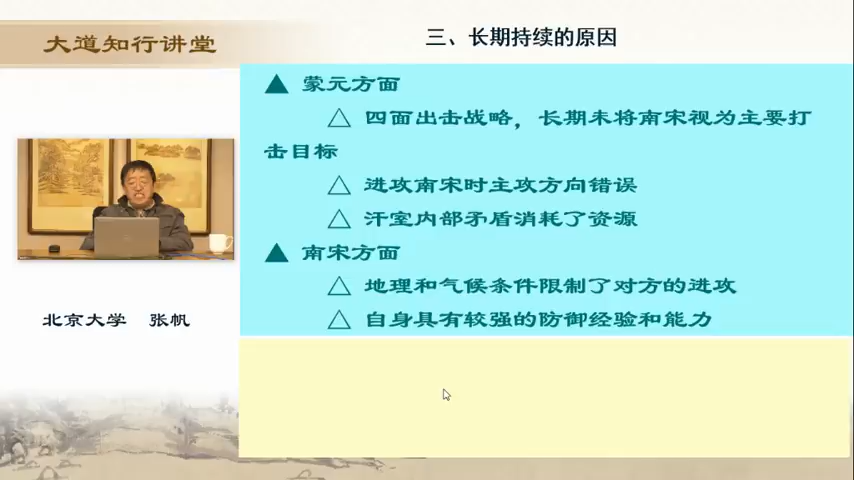 大道知行讲堂
三、长期持续的原因
▲ 蒙元方面
△ 四面出击战略，长期未将南宋视为主要打
击目标
△ 进攻南宋时主攻方向错误
△ 汗室内部矛盾消耗了资源
▲ 南宋方面
△ 地理和气候条件限制了对方的进攻
△ 自身具有较强的防御经验和能力
北京大学 张帆